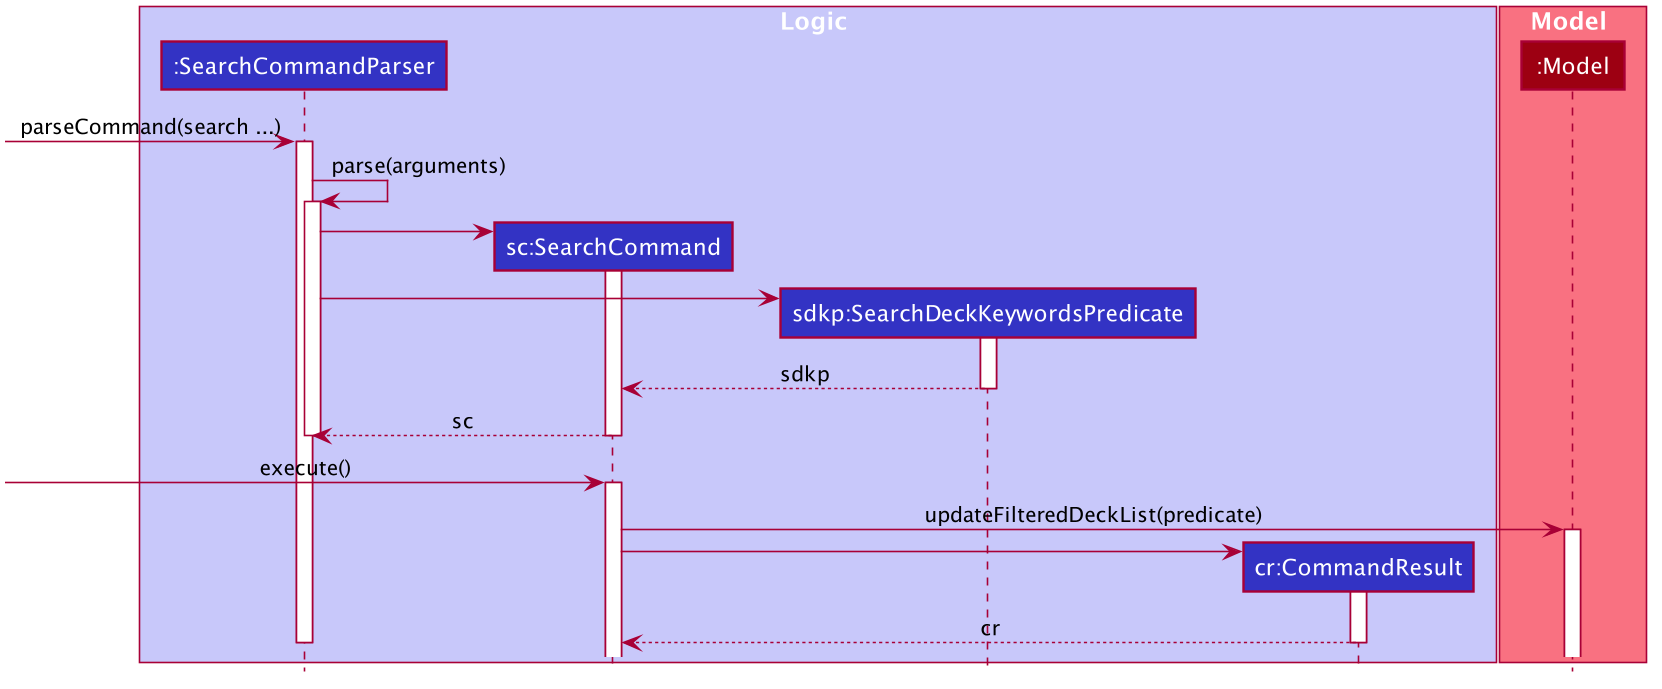 Logic
Model
:SearchCommandParser
:Model
parseCommand(search ...)
parse(arguments)
sc:SearchCommand
sdkp:SearchDeckKeywordsPredicate
sdkp
sc
execute()
updateFilteredDeckList(predicate)
cr:CommandResult
cr